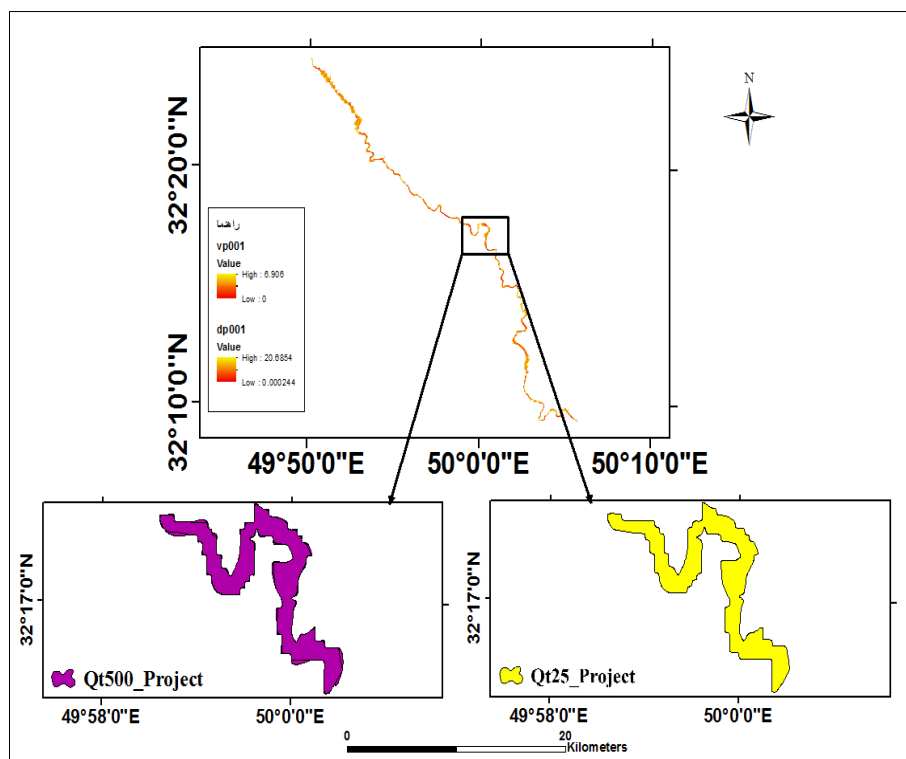 N
32°20'0"N
32°10'0"N
راهنما
vp001
Value
High : 6.906
Low : 0
dp001
Value
High : 20.6854
Low : 0.000244
49°50'0"E 50°0'0"E 50°10'0"E
32°17'0"N
Qt500_Project
49°58'0"E 50°0'0"E
32°17'0"N
Qt25_Project
49°58'0"E 50°0'0"E
0 20
Kilometers